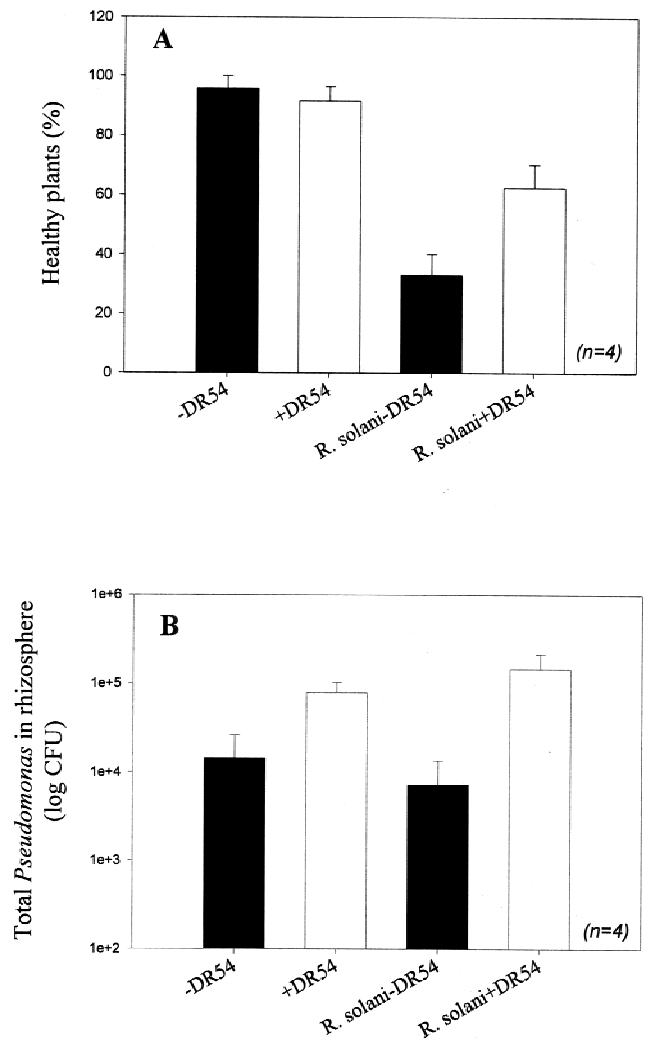 A
Healthy plants (%)
120
100
80
60
40
20
0
(n=4)
-DR54
+DR54
R. solani-DR54
R. solani+DR54
B
Total Pseudomonas in rhizosphere
(log CFU)
1e+6
1e+5
1e+4
1e+3
1e+2
(n=4)
-DR54
+DR54
R. solani-DR54
R. solani+DR54